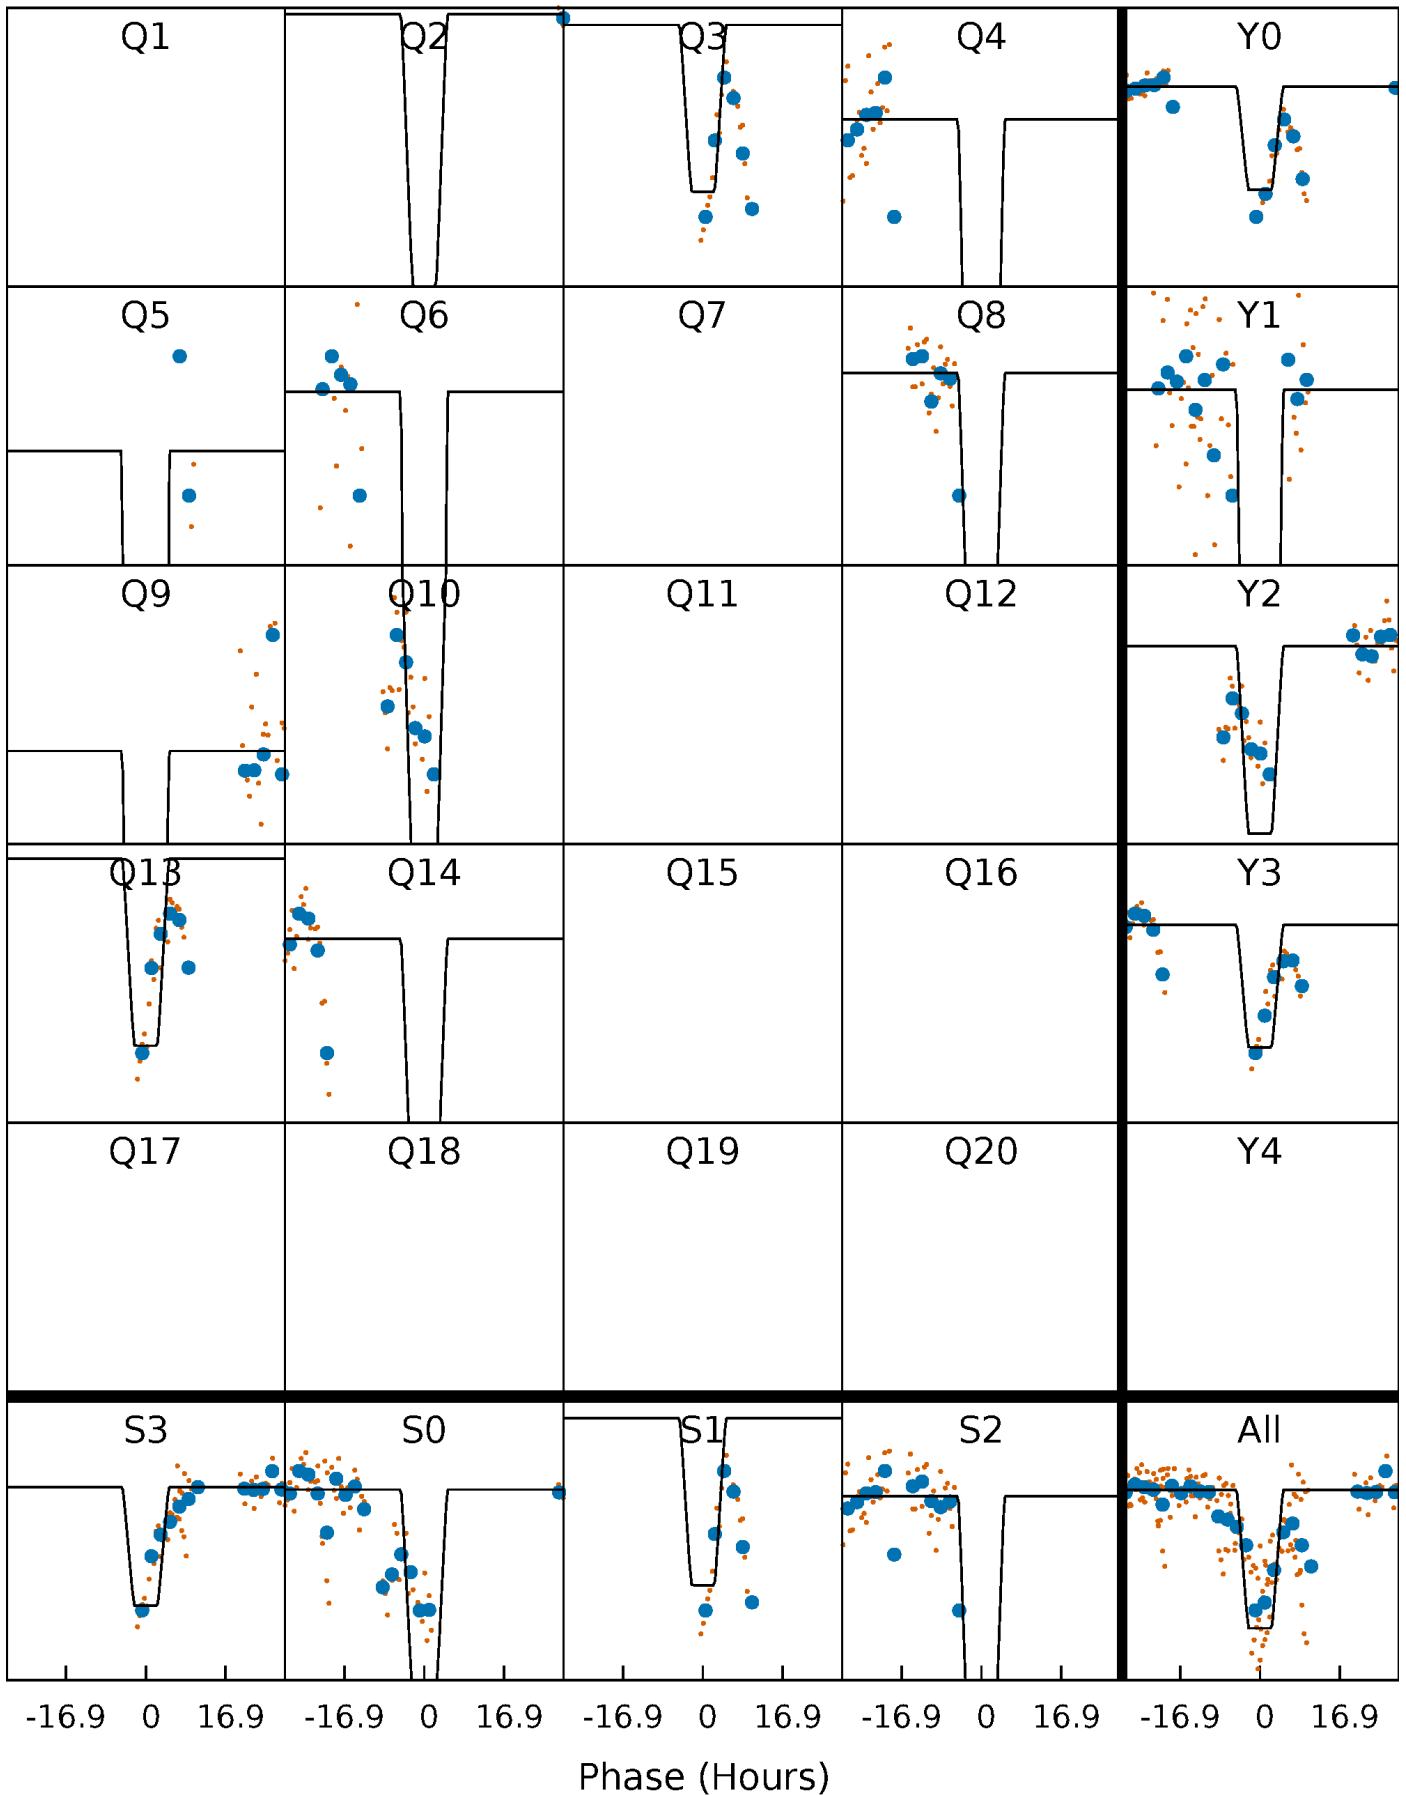 Q1 Q2 Q3 Q4 Y0
Q5 Q6 Q7 Q8 Y1
Q9 Q10 Q11 Q12 Y2
Q13 Q14 Q15 Q16 Y3
Q17 Q18 Q19 Q20 Y4
S3 S0 S1 S2 All
-16.9 0 16.9 -16.9 0 16.9 -16.9 0 16.9 -16.9 0 16.9 -16.9 0 16.9
Phase (Hours)